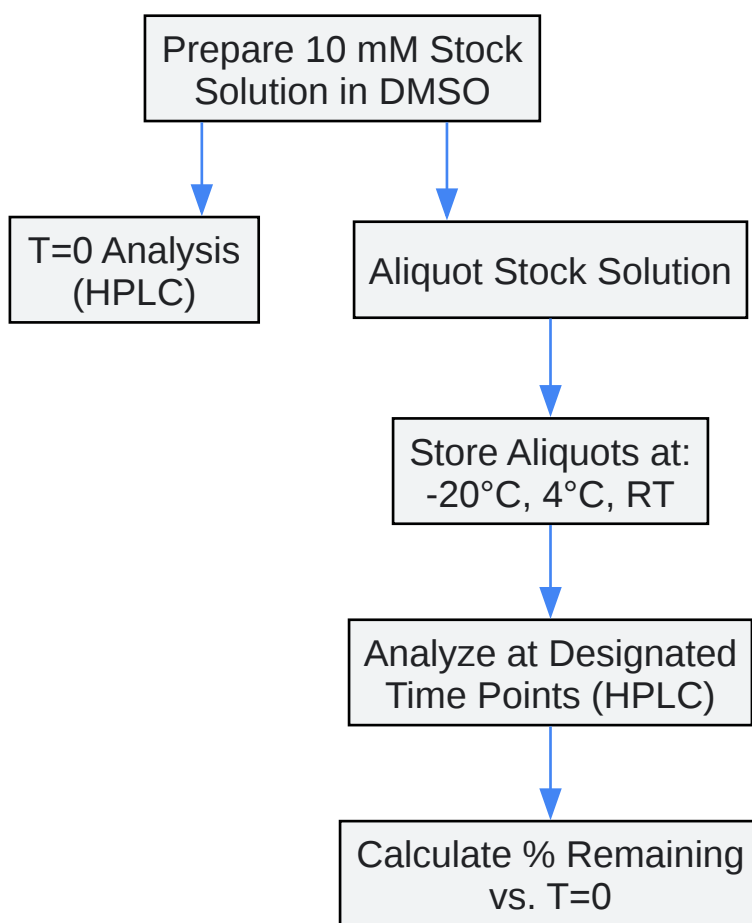 Prepare 10 mM Stock
Solution in DMSO
T=0 Analysis
(HPLC)
Aliquot Stock Solution
Store Aliquots at:
-20°C, 4°C, RT
Analyze at Designated
Time Points (HPLC)
Calculate % Remaining
vs. T=0